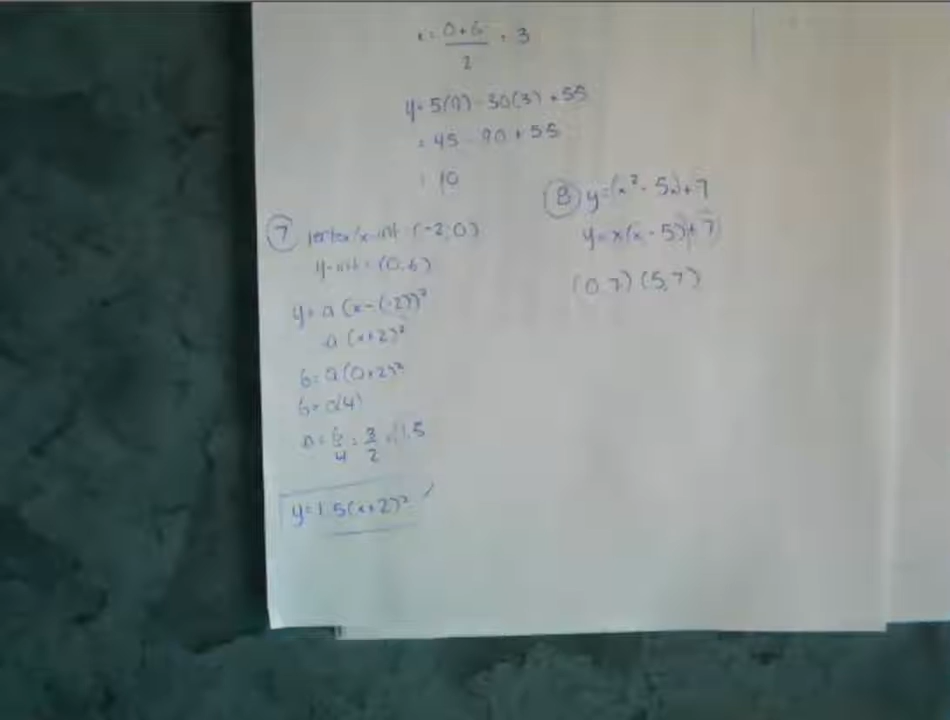 x = 0+6/2 = 3
y = 5(9) - 30(3) + 55
= 45 - 90 + 55
= 10
7 vertex/x-int (-2,0)
y-int = (0,6)
y = a (x-(-2))²
= a (x+2)²
6 = a (0+2)²
6 = a(4)
a = 6/4 = 3/2 = 1.5
y = 1.5(x+2)² ✓
8 y = (x² - 5x) + 7
y = x(x - 5) + 7
(0,7) (5,7)